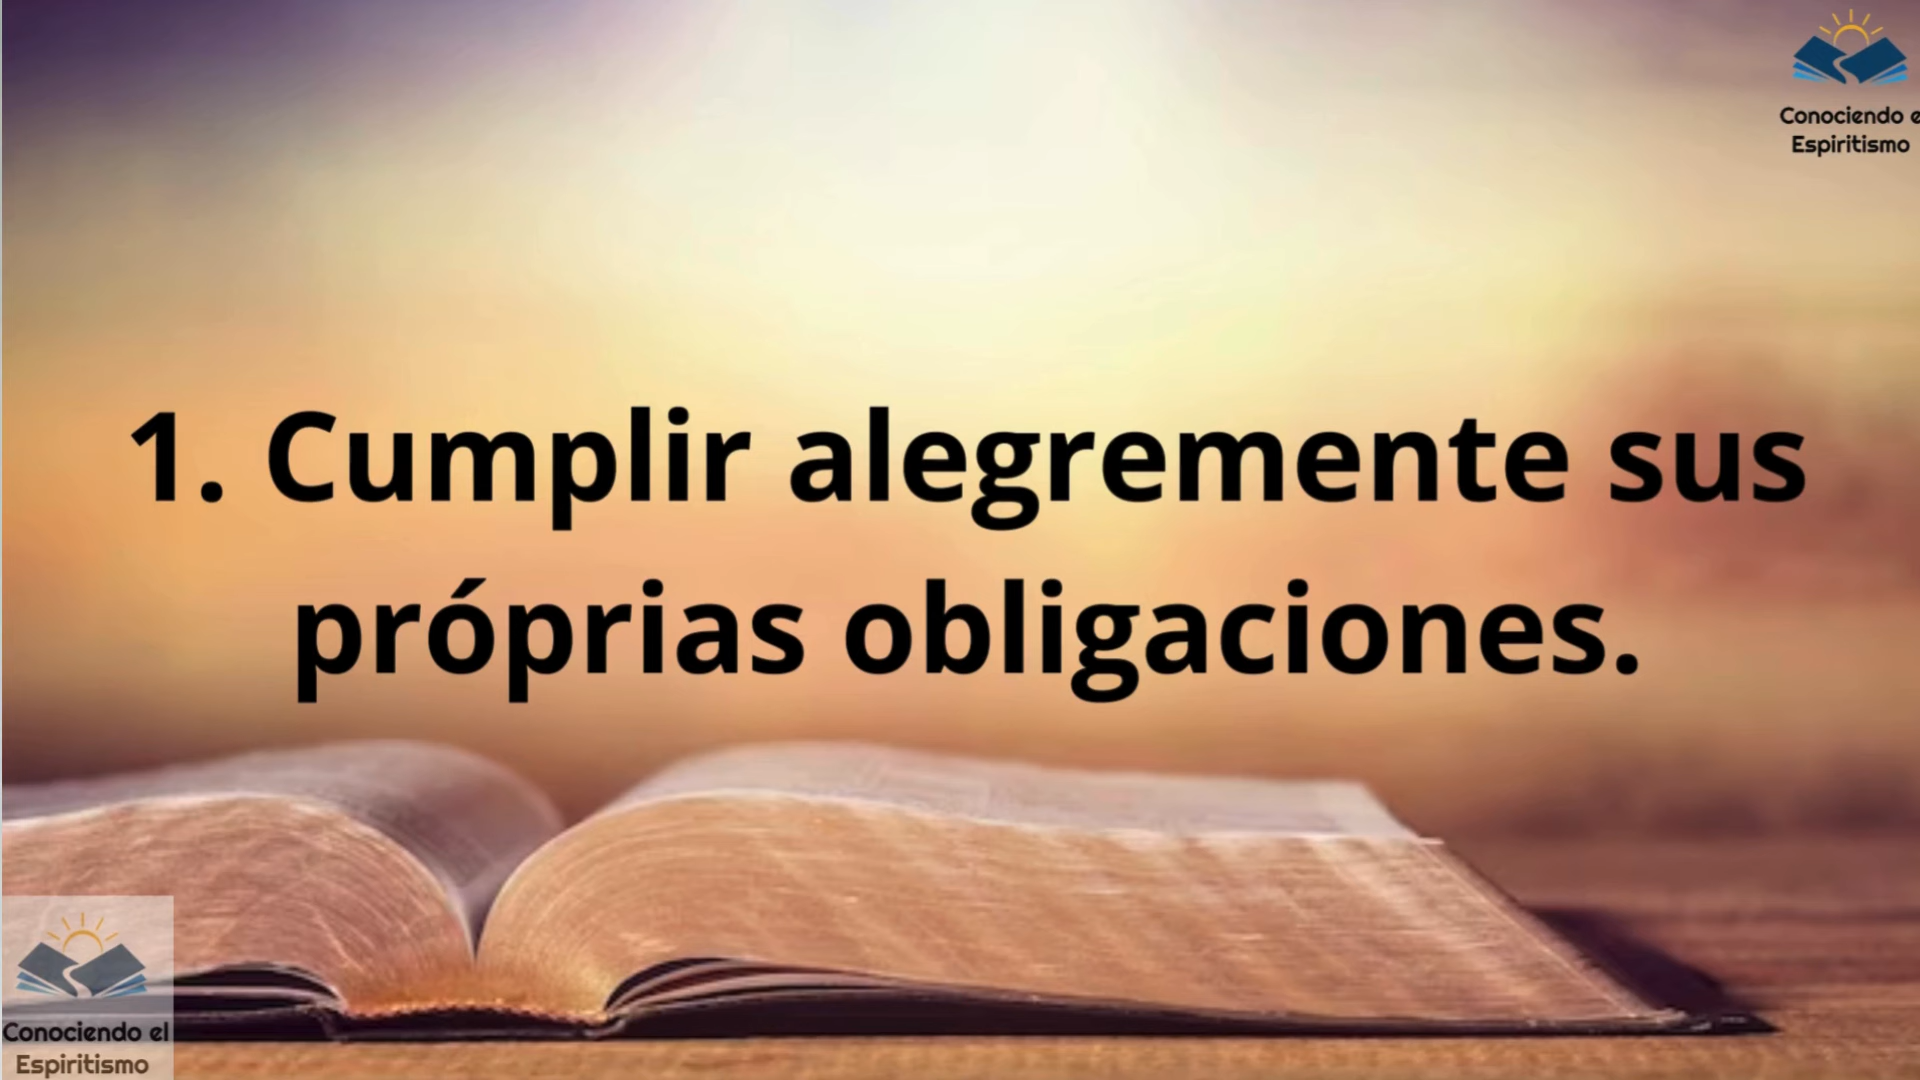 Conociendo e
Espiritismo
1. Cumplir alegremente sus
próprias obligaciones.
Conociendo el
Espiritismo